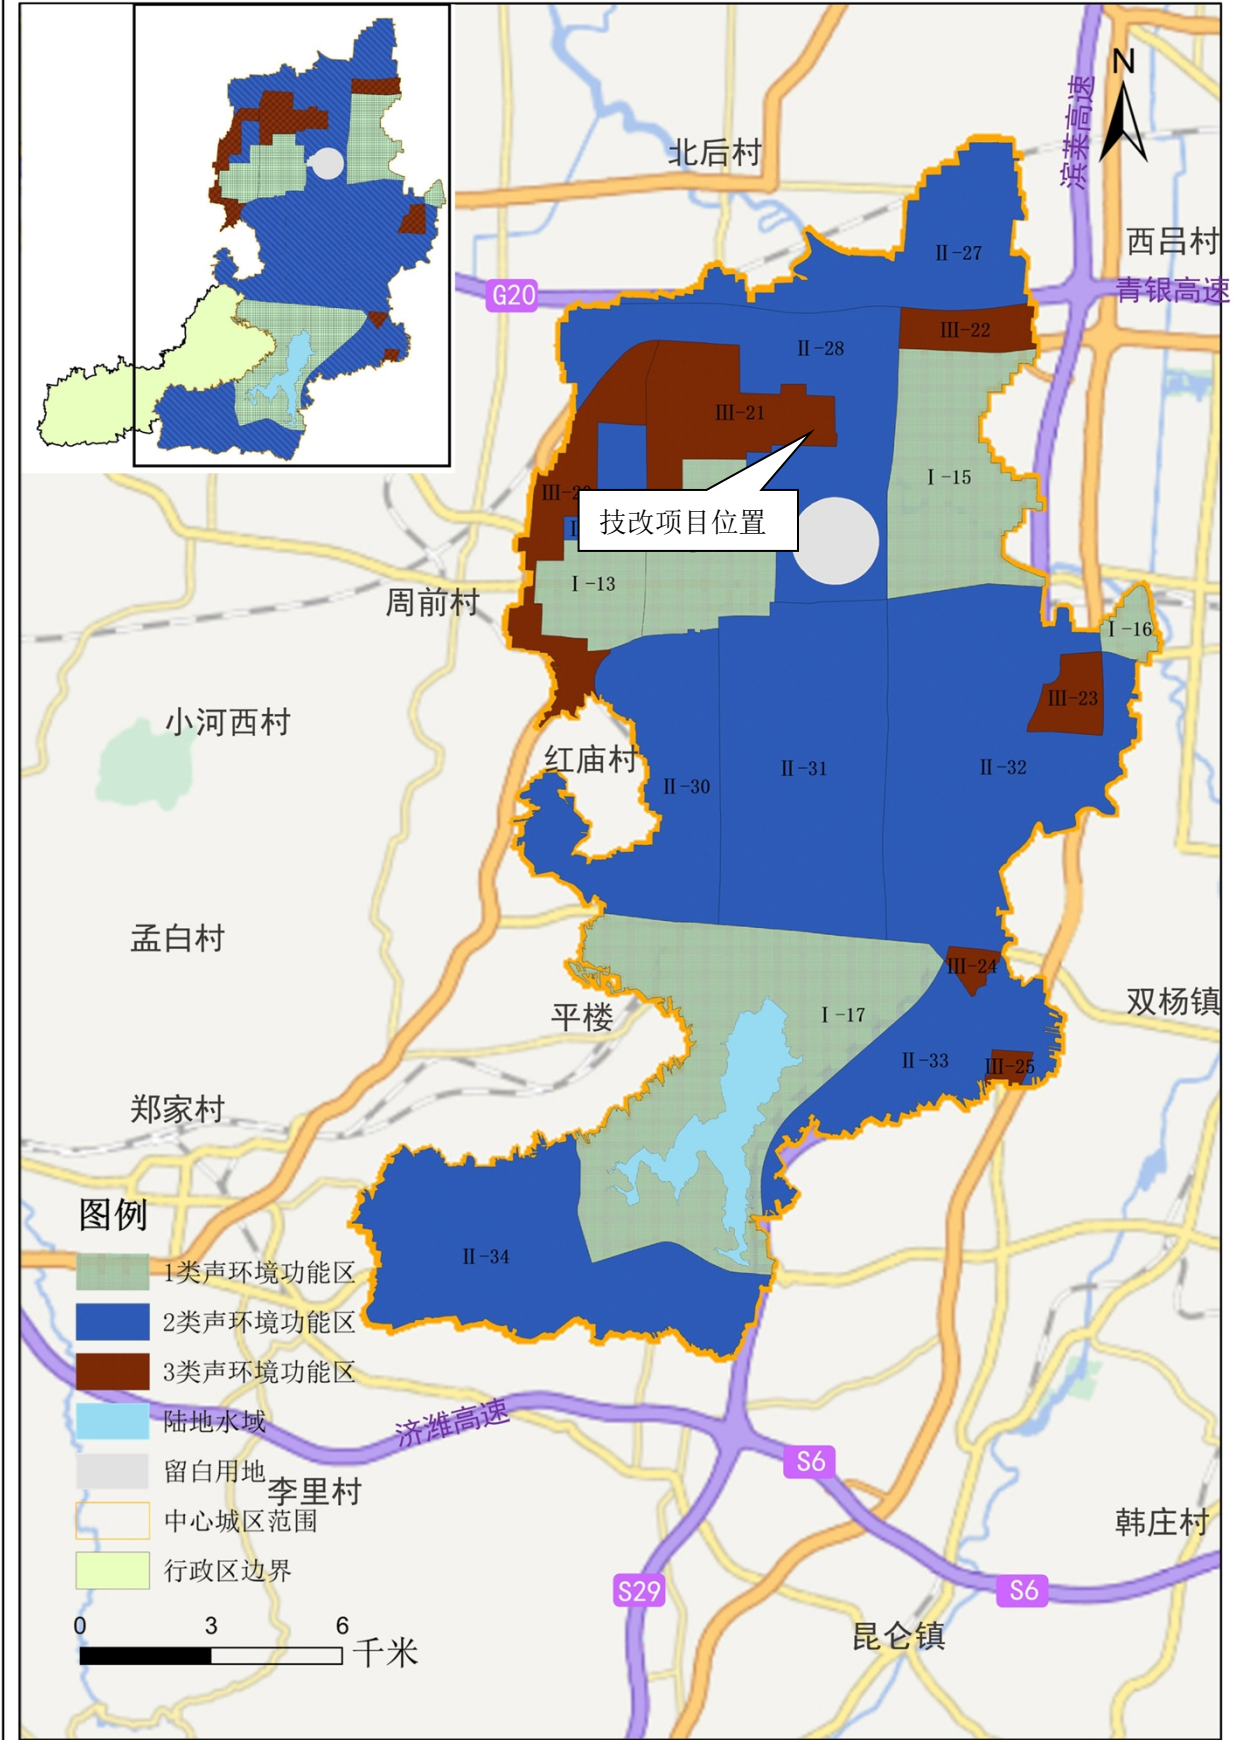 N
滨莱高速
北后村
西吕村
II-27
青银高速
G20
III-22
II-28
III-21
I-15
技改项目位置
I-13
周前村
I-16
III-23
小河西村
红庙村
II-30
II-31
II-32
孟白村
III-24
双杨镇
平楼
I-17
II-33
III-25
郑家村
图例
II-34
1类声环境功能区
2类声环境功能区
3类声环境功能区
陆地水域
济潍高速
留白用地
S6
李里村
中心城区范围
韩庄村
行政区边界
S29
S6
0 3 6 千米
昆仑镇